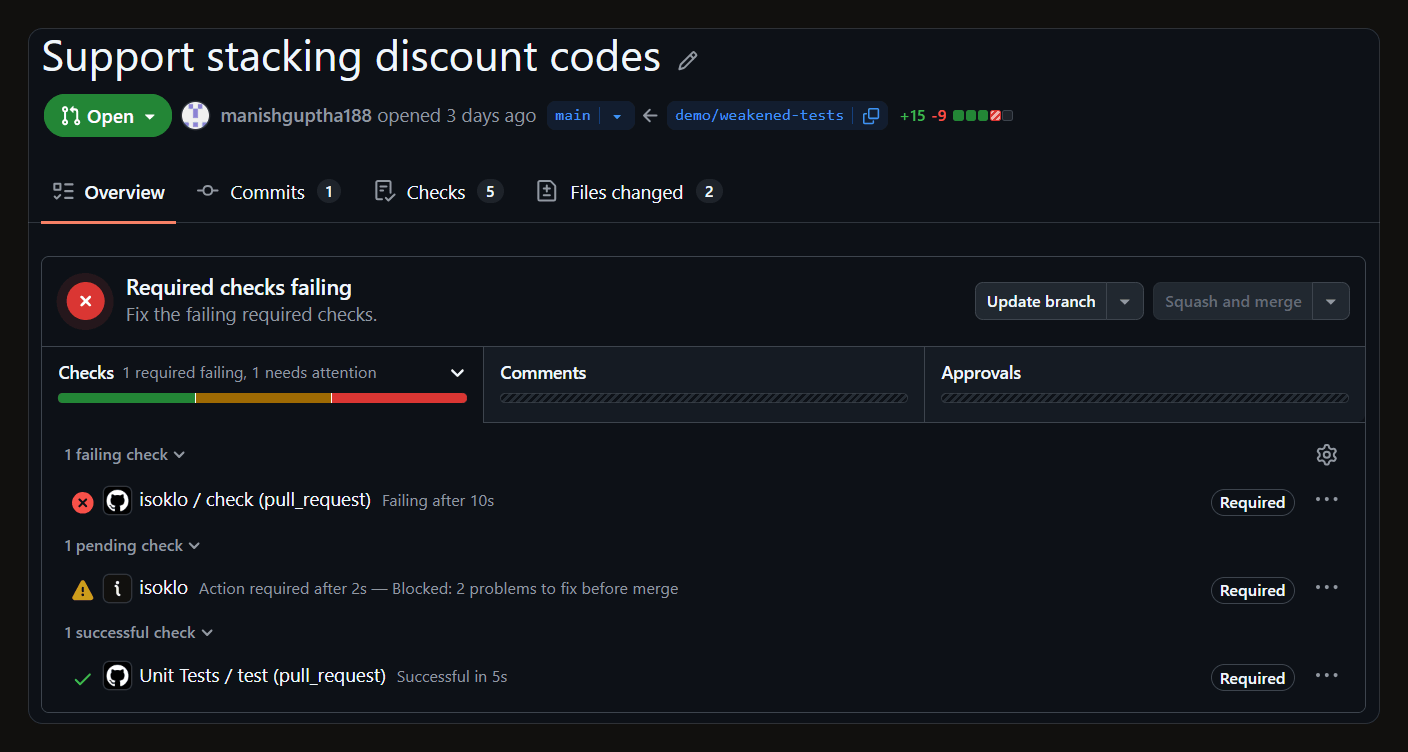 Support stacking discount codes
Open manishguptha188 opened 3 days ago main demo/weakened-tests +15 -9
Overview Commits 1 Checks 5 Files changed 2
Required checks failing
Fix the failing required checks.
Update branch Squash and merge
Checks 1 required failing, 1 needs attention
Comments
Approvals
1 failing check
isoklo / check (pull_request) Failing after 10s Required
1 pending check
i isoklo Action required after 2s — Blocked: 2 problems to fix before merge Required
1 successful check
Unit Tests / test (pull_request) Successful in 5s Required